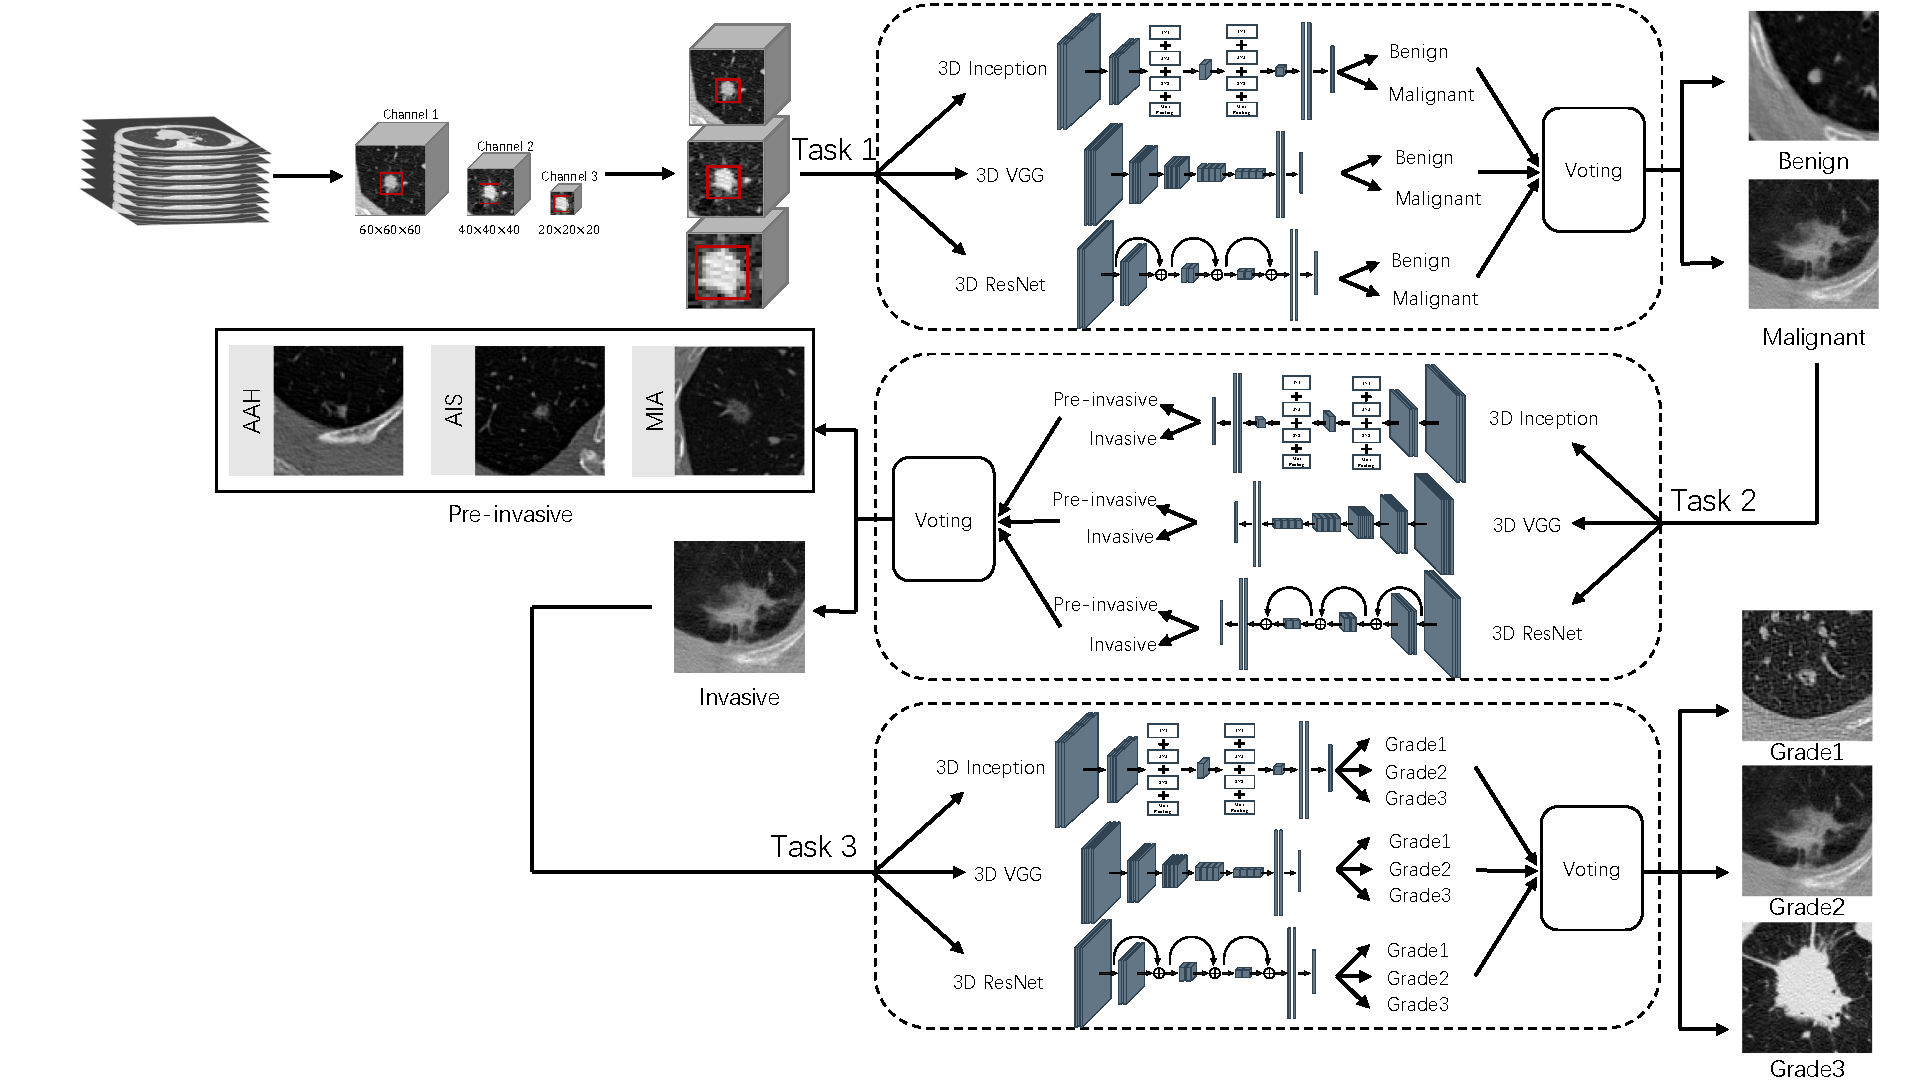 Channel 1
Channel 2
Channel 3
60×60×60
40×40×40
20×20×20
Task 1
3D Inception
3D VGG
3D ResNet
Benign
Malignant
Benign
Malignant
Benign
Malignant
Voting
Benign
Malignant
Task 2
3D Inception
3D VGG
3D ResNet
Pre-invasive
Invasive
Pre-invasive
Invasive
Pre-invasive
Invasive
Voting
AAH
AIS
MIA
Pre-invasive
Invasive
Task 3
3D Inception
3D VGG
3D ResNet
Grade1
Grade2
Grade3
Grade1
Grade2
Grade3
Grade1
Grade2
Grade3
Voting
Grade1
Grade2
Grade3